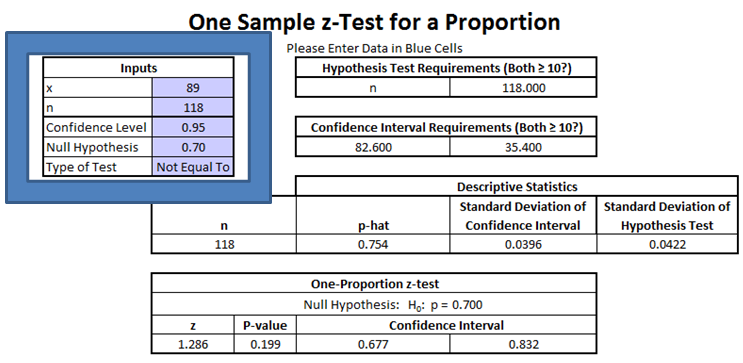 One Sample z-Test for a Proportion
Please Enter Data in Blue Cells
Inputs
x 89
n 118
Confidence Level 0.95
Null Hypothesis 0.70
Type of Test Not Equal To
Hypothesis Test Requirements (Both ≥ 10?)
n 118.000
Confidence Interval Requirements (Both ≥ 10?)
82.600 35.400
Descriptive Statistics
n p-hat Standard Deviation of Confidence Interval Standard Deviation of Hypothesis Test
118 0.754 0.0396 0.0422
One-Proportion z-test
Null Hypothesis: H₀: p = 0.700
z P-value Confidence Interval
1.286 0.199 0.677 0.832